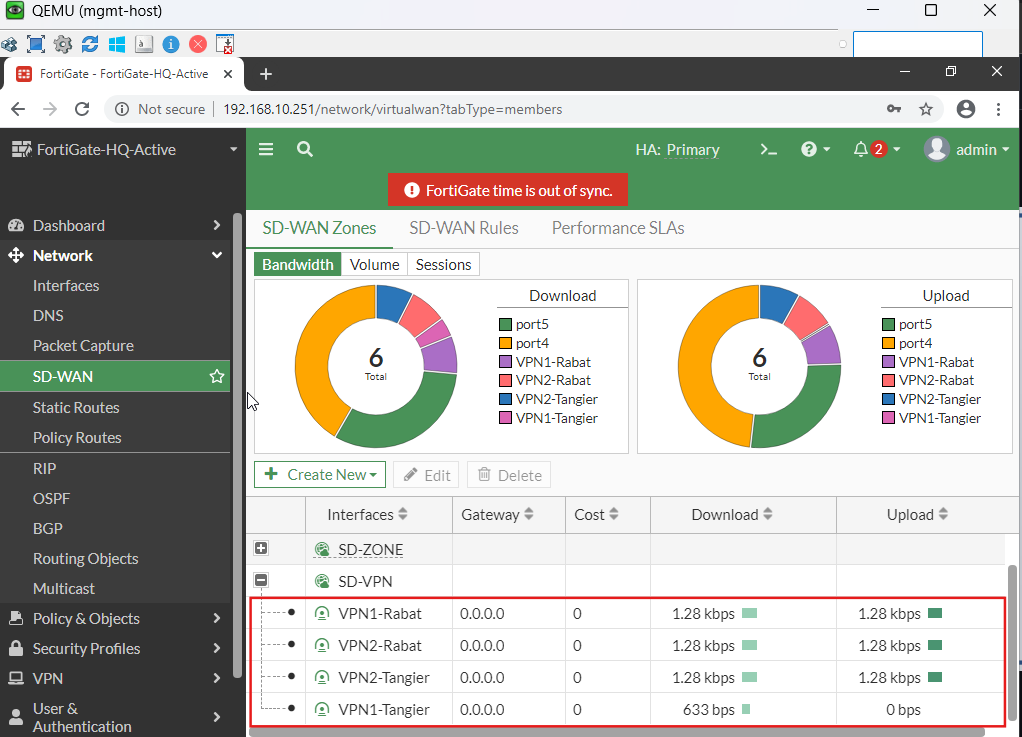 QEMU (mgmt-host)
FortiGate - FortiGate-HQ-Active
Not secure | 192.168.10.251/network/virtualwan?tabType=members
FortiGate-HQ-Active
HA: Primary
>_
2
admin
FortiGate time is out of sync.
Dashboard
Network
Interfaces
DNS
Packet Capture
SD-WAN
Static Routes
Policy Routes
RIP
OSPF
BGP
Routing Objects
Multicast
Policy & Objects
Security Profiles
VPN
User &
Authentication
SD-WAN Zones SD-WAN Rules Performance SLAs
Bandwidth Volume Sessions
6
Total
Download
port5
port4
VPN1-Rabat
VPN2-Rabat
VPN2-Tangier
VPN1-Tangier
6
Total
Upload
port5
port4
VPN1-Rabat
VPN2-Rabat
VPN2-Tangier
VPN1-Tangier
Create New Edit Delete
Interfaces Gateway Cost Download Upload
SD-ZONE
SD-VPN
VPN1-Rabat 0.0.0.0 0 1.28 kbps 1.28 kbps
VPN2-Rabat 0.0.0.0 0 1.28 kbps 1.28 kbps
VPN2-Tangier 0.0.0.0 0 1.28 kbps 1.28 kbps
VPN1-Tangier 0.0.0.0 0 633 bps 0 bps